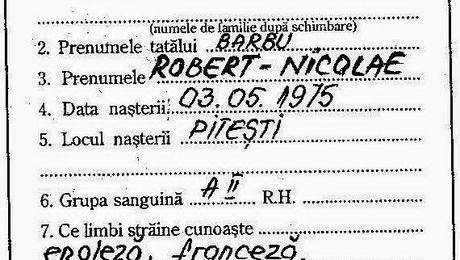 (numele de familie după schimbare)
2. Prenumele tatălui BARBU
3. Prenumele ROBERT-NICOLAE
4. Data nașterii 03.05.1975
5. Locul nașterii PITEȘTI
6. Grupa sanguină A II R.H.
7. Ce limbi străine cunoaște
engleză, franceză